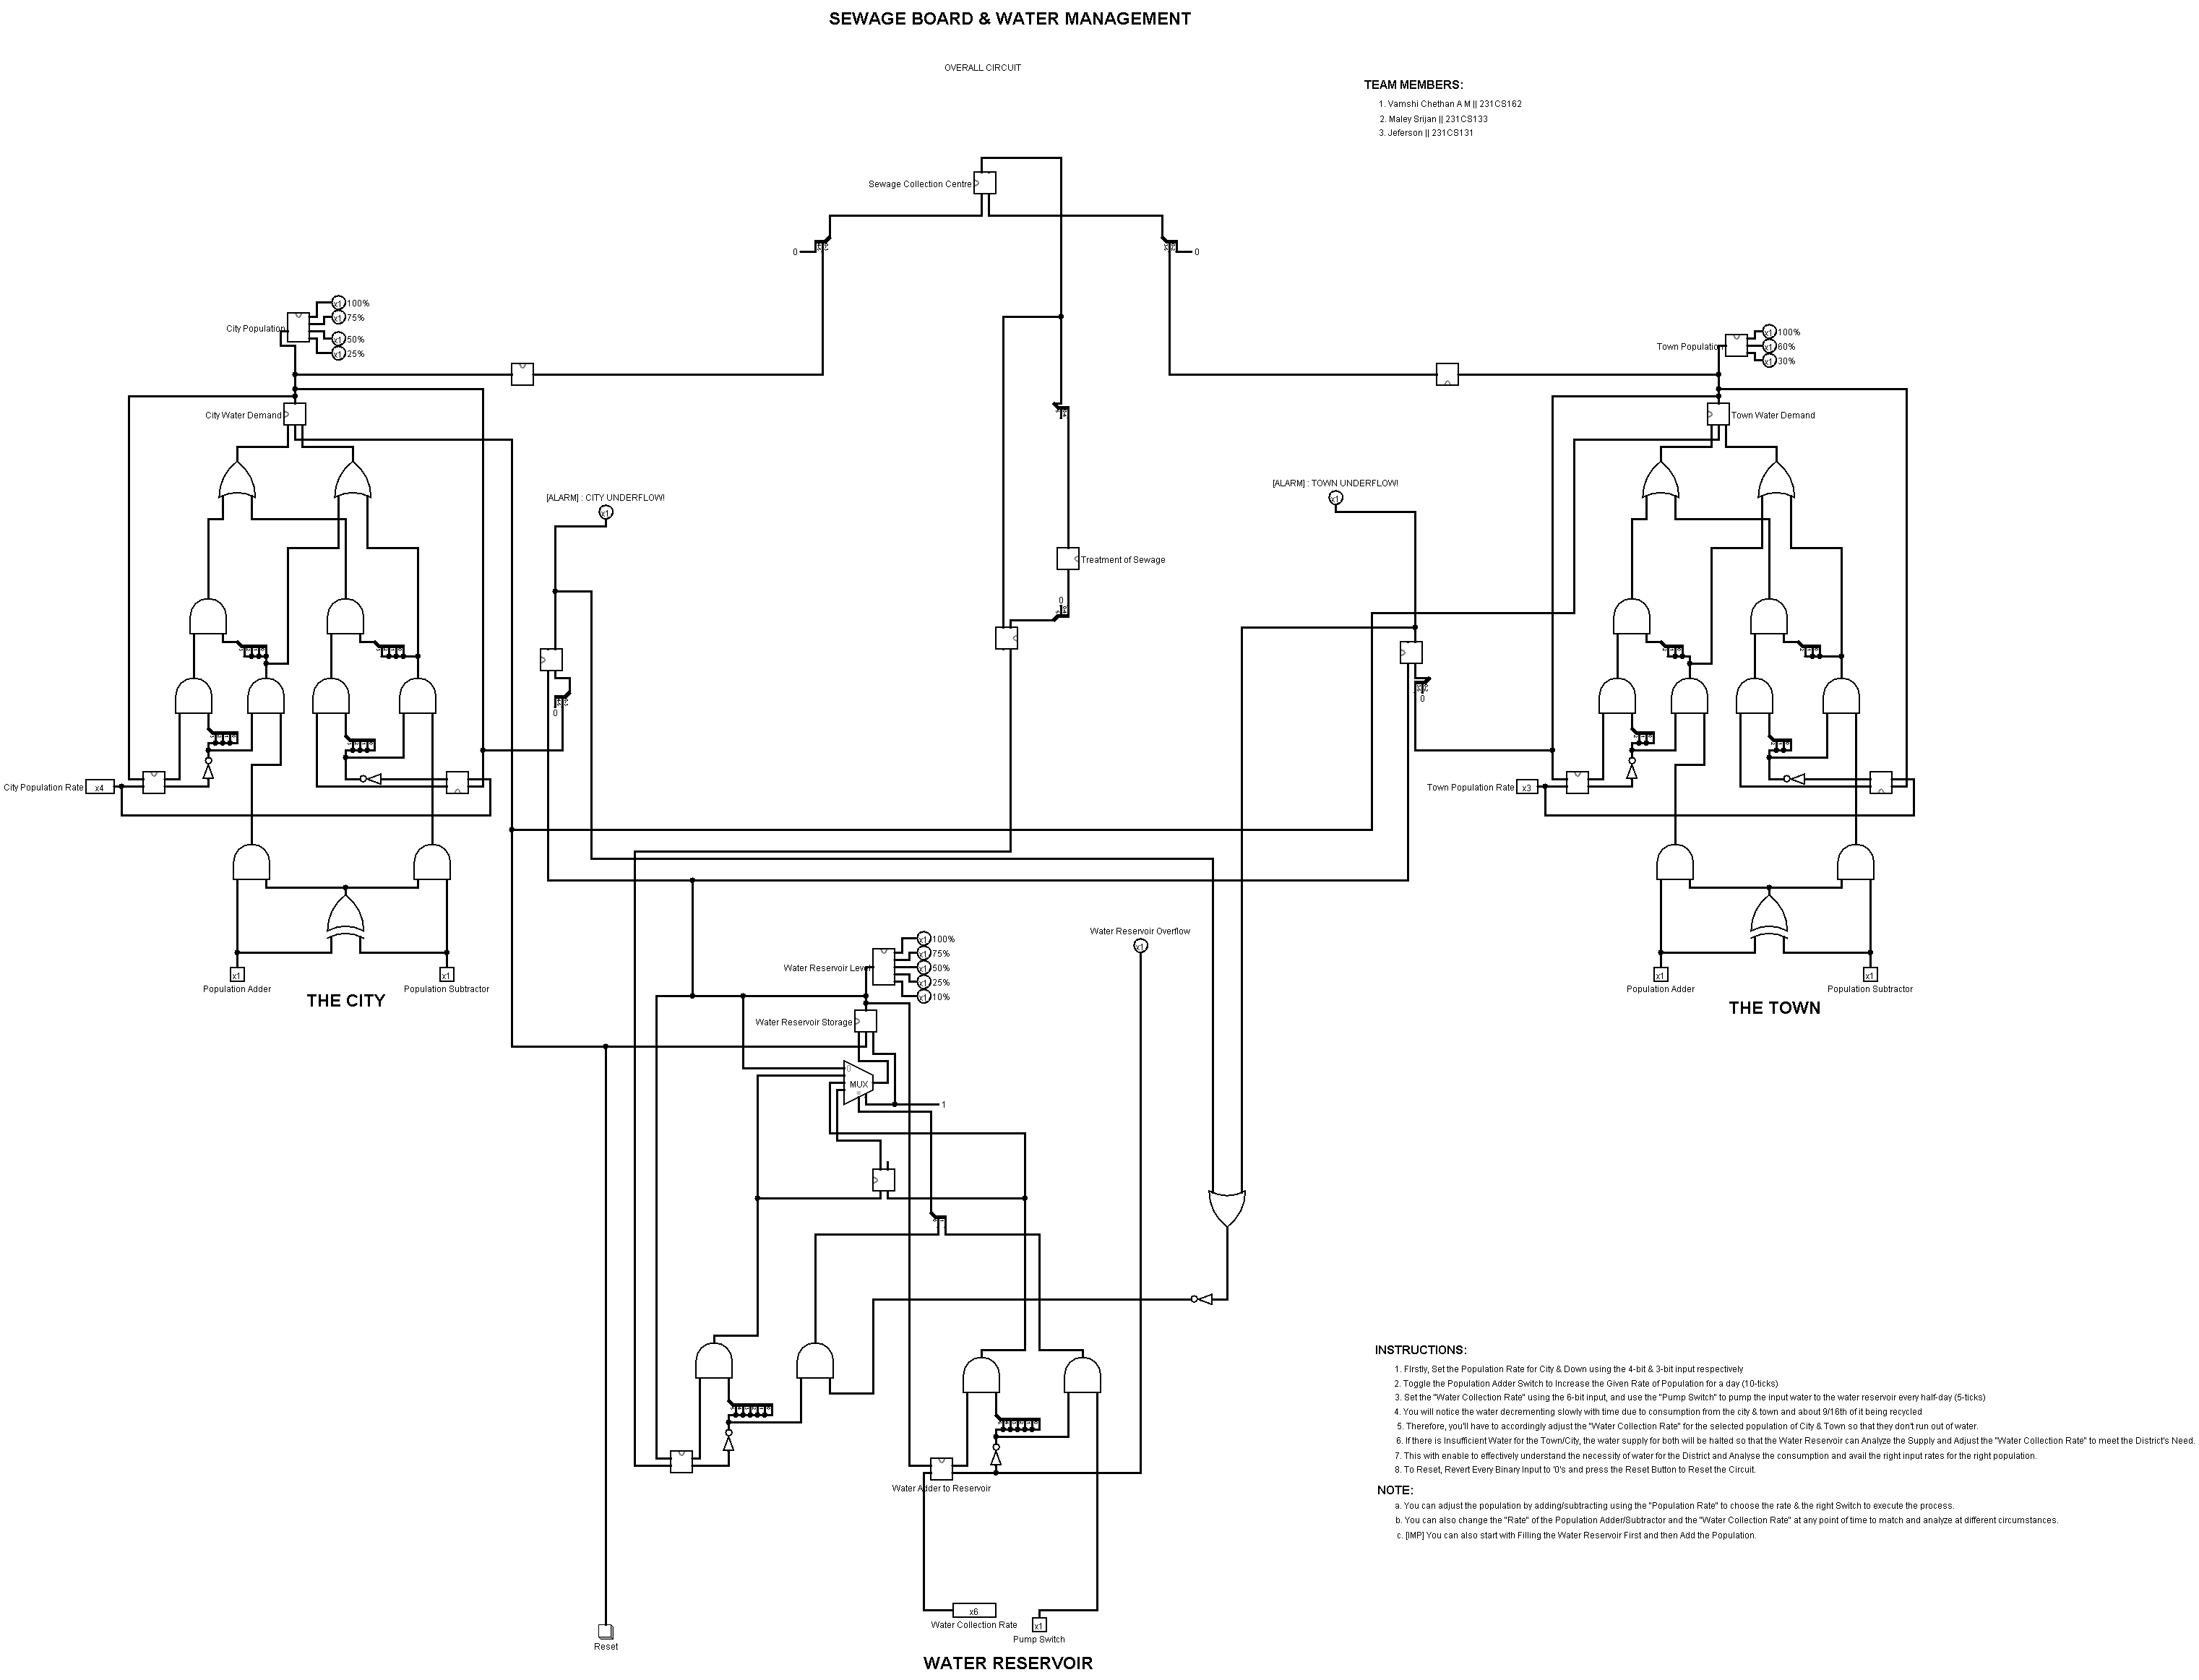 SEWAGE BOARD & WATER MANAGEMENT
OVERALL CIRCUIT
TEAM MEMBERS:
1. Vamshi Chethan A M || 231CS162
2. Maley Srijan || 231CS133
3. Jeferson || 231CS131
Sewage Collection Centre
0
0
City Population
x1 100%
x1 75%
x1 50%
x1 25%
Town Population
x1 100%
x1 60%
x1 30%
City Water Demand
Town Water Demand
[ALARM] : CITY UNDERFLOW!
x1
[ALARM] : TOWN UNDERFLOW!
x1
Treatment of Sewage
0
0
0
City Population Rate x4
Town Population Rate x3
x1
Population Adder
x1
Population Subtractor
THE CITY
x1
Population Adder
x1
Population Subtractor
THE TOWN
Water Reservoir Overflow
x1
Water Reservoir Level
x1 100%
x1 75%
x1 50%
x1 25%
x1 10%
Water Reservoir Storage
0
MUX
1
Water Adder to Reservoir
x6
Water Collection Rate
x1
Pump Switch
Reset
WATER RESERVOIR
INSTRUCTIONS:
1. FIrstly, Set the Population Rate for City & Down using the 4-bit & 3-bit input respectively
2. Toggle the Population Adder Switch to Increase the Given Rate of Population for a day (10-ticks)
3. Set the "Water Collection Rate" using the 6-bit input, and use the "Pump Switch" to pump the input water to the water reservoir every half-day (5-ticks)
4. You will notice the water decrementing slowly with time due to consumption from the city & town and about 9/16th of it being recycled
5. Therefore, you'll have to accordingly adjust the "Water Collection Rate" for the selected population of City & Town so that they don't run out of water.
6. If there is Insufficient Water for the Town/City, the water supply for both will be halted so that the Water Reservoir can Analyze the Supply and Adjust the "Water Collection Rate" to meet the District's Need.
7. This with enable to effectively understand the necessity of water for the District and Analyse the consumption and avail the right input rates for the right population.
8. To Reset, Revert Every Binary Input to '0's and press the Reset Button to Reset the Circuit.
NOTE:
a. You can adjust the population by adding/subtracting using the "Population Rate" to choose the rate & the right Switch to execute the process.
b. You can also change the "Rate" of the Population Adder/Subtractor and the "Water Collection Rate" at any point of time to match and analyze at different circumstances.
c. [IMP] You can also start with Filling the Water Reservoir First and then Add the Population.